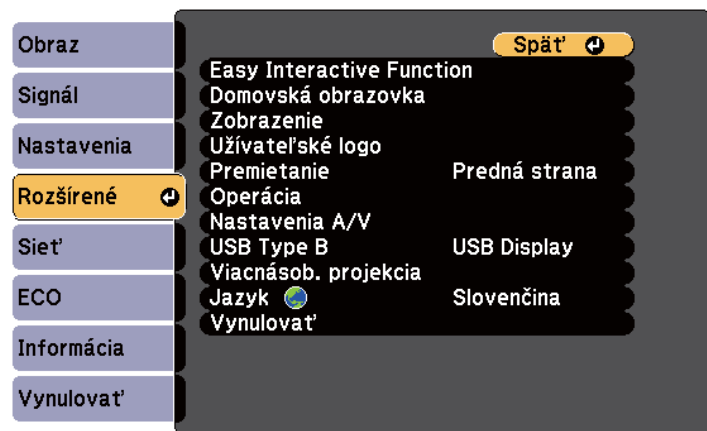 Obraz
Signál
Nastavenia
Rozšírené
Sieť
ECO
Informácia
Vynulovať
Späť
Easy Interactive Function
Domovská obrazovka
Zobrazenie
Užívateľské logo
Premietanie Predná strana
Operácia
Nastavenia A/V
USB Type B USB Display
Viacnásob. projekcia
Jazyk Slovenčina
Vynulovať